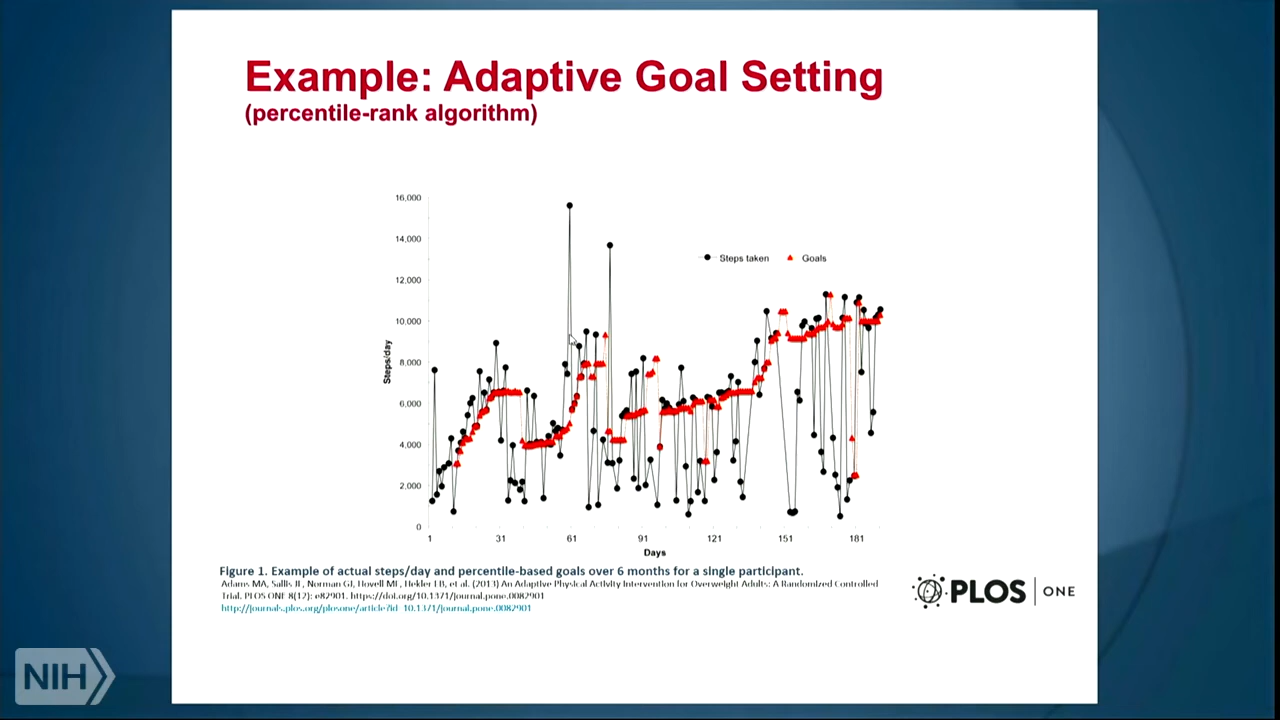 Example: Adaptive Goal Setting
(percentile-rank algorithm)
16,000
14,000
12,000
10,000
8,000
6,000
4,000
2,000
0
Steps/day
Steps taken
Goals
1
31
61
91
121
151
181
Days
Figure 1. Example of actual steps/day and percentile-based goals over 6 months for a single participant.
Adams MA, Sallis JF, Norman GJ, Hovell MF, Hekler EB, et al. (2013) An Adaptive Physical Activity Intervention for Overweight Adults: A Randomized Controlled
Trial. PLOS ONE 8(12): e82901. https://doi.org/10.1371/journal.pone.0082901
http://journals.plos.org/plosone/article?id=10.1371/journal.pone.0082901
PLOS ONE
NIH